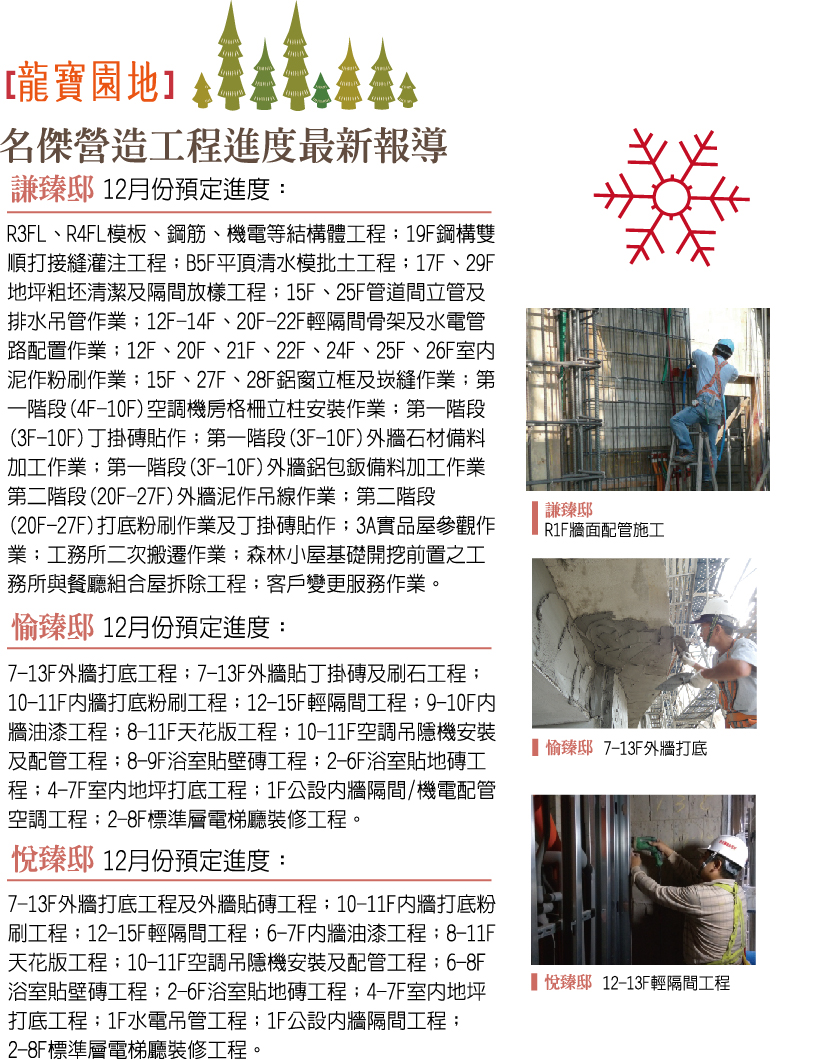 [龍寶園地]
名傑營造工程進度最新報導
謙臻邸 12月份預定進度：
R3FL、R4FL模板、鋼筋、機電等結構體工程；19F鋼構雙
順打接縫灌注工程；B5F平頂清水模批土工程；17F、29F
地坪粗坯清潔及隔間放樣工程；15F、25F管道間立管及
排水吊管作業；12F-14F、20F-22F輕隔間骨架及水電管
路配置作業；12F、20F、21F、22F、24F、25F、26F室內
泥作粉刷作業；15F、27F、28F鋁窗立框及崁縫作業；第
一階段(4F-10F)空調機房格柵立柱安裝作業；第一階段
(3F-10F)丁掛磚貼作；第一階段(3F-10F)外牆石材備料
加工作業；第一階段(3F-10F)外牆鋁包鈑備料加工作業
第二階段(20F-27F)外牆泥作吊線作業；第二階段
(20F-27F)打底粉刷作業及丁掛磚貼作；3A實品屋參觀作
業；工務所二次搬遷作業；森林小屋基礎開挖前置之工
務所與餐廳組合屋拆除工程；客戶變更服務作業。
愉臻邸 12月份預定進度：
7-13F外牆打底工程；7-13F外牆貼丁掛磚及刷石工程；
10-11F內牆打底粉刷工程；12-15F輕隔間工程；9-10F內
牆油漆工程；8-11F天花版工程；10-11F空調吊隱機安裝
及配管工程；8-9F浴室貼壁磚工程；2-6F浴室貼地磚工
程；4-7F室內地坪打底工程；1F公設內牆隔間/機電配管
空調工程；2-8F標準層電梯廳裝修工程。
悅臻邸 12月份預定進度：
7-13F外牆打底工程及外牆貼磚工程；10-11F內牆打底粉
刷工程；12-15F輕隔間工程；6-7F內牆油漆工程；8-11F
天花版工程；10-11F空調吊隱機安裝及配管工程；6-8F
浴室貼壁磚工程；2-6F浴室貼地磚工程；4-7F室內地坪
打底工程；1F水電吊管工程；1F公設內牆隔間工程；
2-8F標準層電梯廳裝修工程。
謙臻邸
R1F牆面配管施工
愉臻邸 7-13F外牆打底
悅臻邸 12-13F輕隔間工程